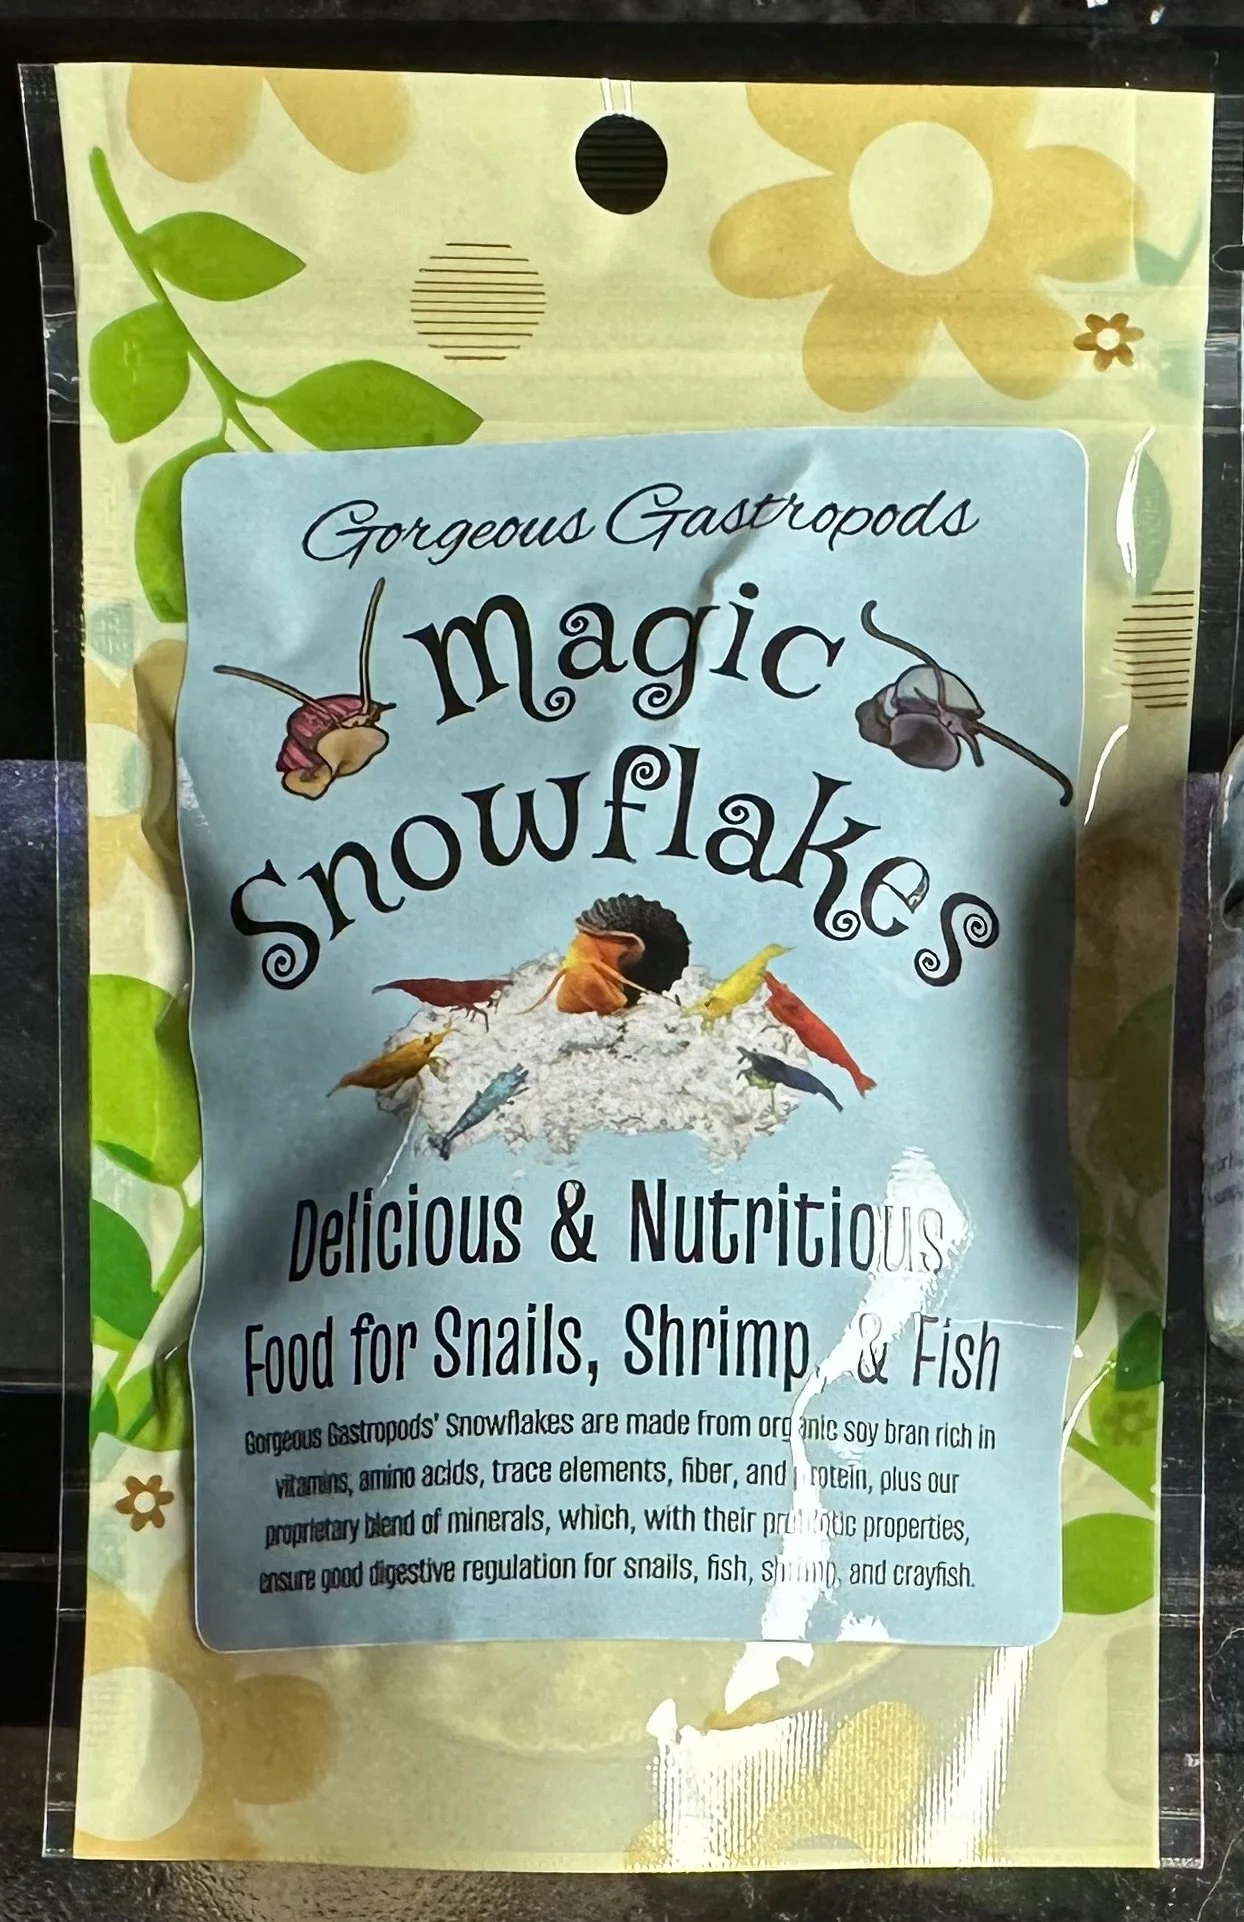 Gorgeous Gastropods
Magic
Snowflakes
Delicious & Nutritious
Food for Snails, Shrimp, & Fish
Gorgeous Gastropods' Snowflakes are made from organic soy bran rich in
vitamins, amino acids, trace elements, fiber, and protein, plus our
proprietary blend of minerals, which, with their properties,
ensure good digestive regulation for snails, fish, shrimp, and crayfish.